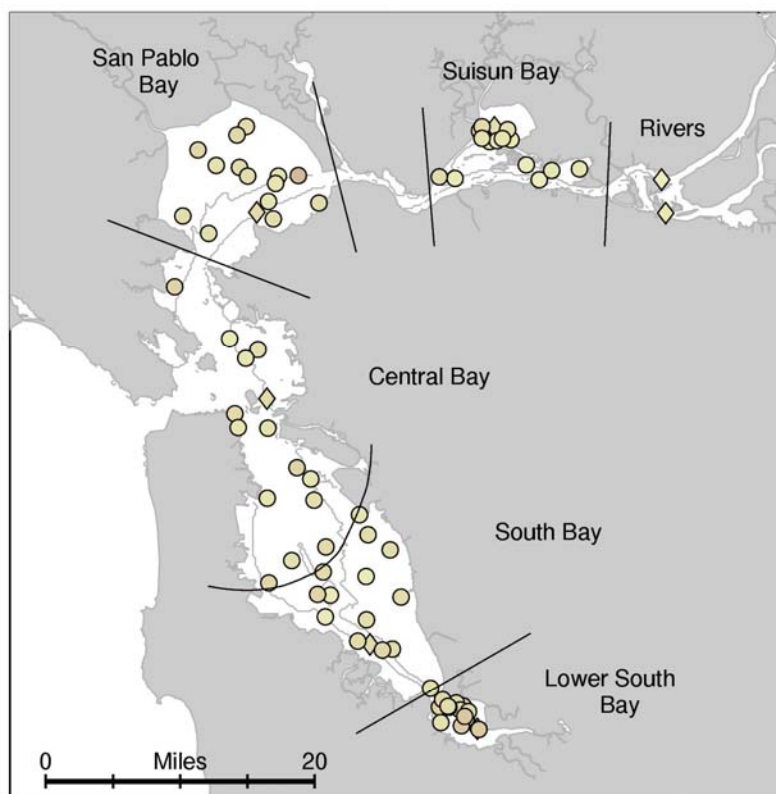 San Pablo
Bay
Suisun Bay
Rivers
Central Bay
South Bay
Lower South
Bay
0 Miles 20